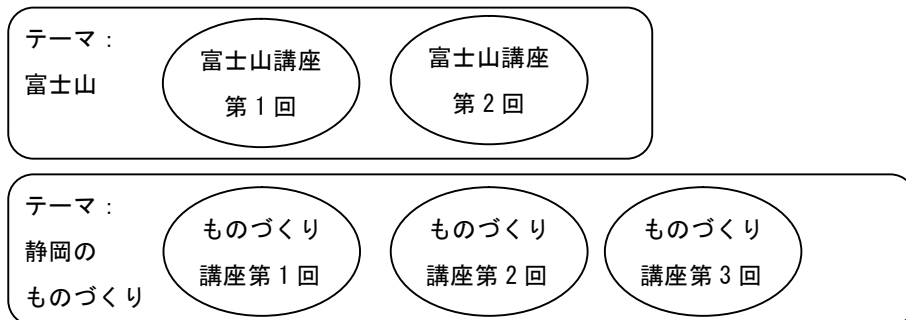 テーマ：
富士山
富士山講座
第1回
富士山講座
第2回
テーマ：
静岡の
ものづくり
ものづくり
講座第1回
ものづくり
講座第2回
ものづくり
講座第3回